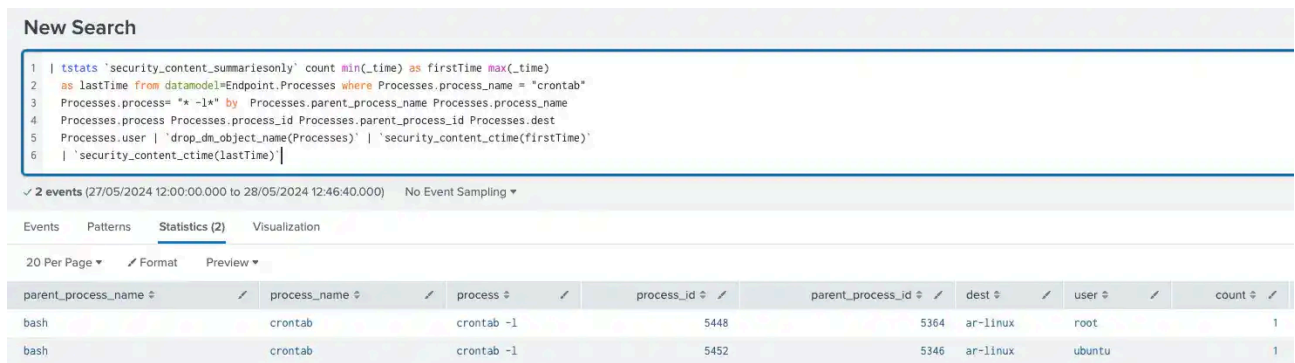 New Search
1 | tstats `security_content_summariesonly` count min(_time) as firstTime max(_time)
2 as lastTime from datamodel=Endpoint.Processes where Processes.process_name = "crontab"
3 Processes.process= "* -l*" by Processes.parent_process_name Processes.process_name
4 Processes.process Processes.process_id Processes.parent_process_id Processes.dest
5 Processes.user | `drop_dm_object_name(Processes)` | `security_content_ctime(firstTime)`
6 | `security_content_ctime(lastTime)`
✓ 2 events (27/05/2024 12:00:00.000 to 28/05/2024 12:46:40.000) No Event Sampling
Events Patterns Statistics (2) Visualization
20 Per Page Format Preview
parent_process_name process_name process process_id parent_process_id dest user count
bash crontab crontab -l 5448 5364 ar-linux root 1
bash crontab crontab -l 5452 5346 ar-linux ubuntu 1